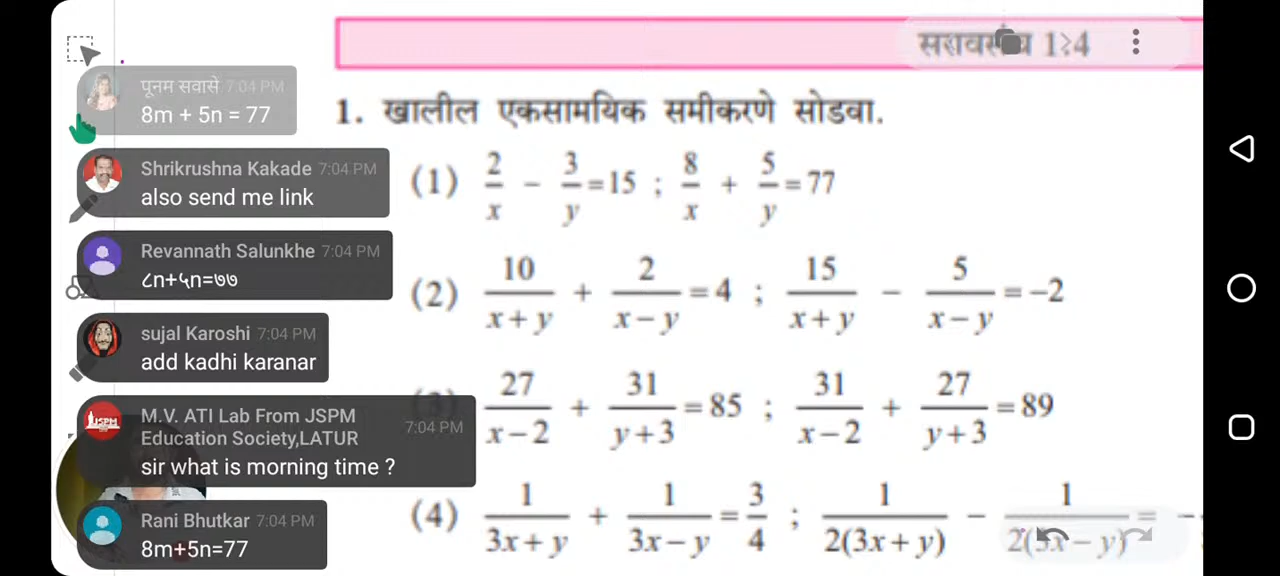 सरावसंच 1.4
पूनम सवासे 7:04 PM
8m + 5n = 77
Shrikrushna Kakade 7:04 PM
also send me link
Revannath Salunkhe 7:04 PM
८n+५n=७७
sujal Karoshi 7:04 PM
add kadhi karanar
M.V. ATI Lab From JSPM
Education Society,LATUR 7:04 PM
sir what is morning time ?
Rani Bhutkar 7:04 PM
8m+5n=77
1. खालील एकसामयिक समीकरणे सोडवा.
(1) 2/x - 3/y = 15 ; 8/x + 5/y = 77
(2) 10/(x+y) + 2/(x-y) = 4 ; 15/(x+y) - 5/(x-y) = -2
(3) 27/(x-2) + 31/(y+3) = 85 ; 31/(x-2) + 27/(y+3) = 89
(4) 1/(3x+y) + 1/(3x-y) = 3/4 ; 1/2(3x+y) - 1/2(3x-y) = -